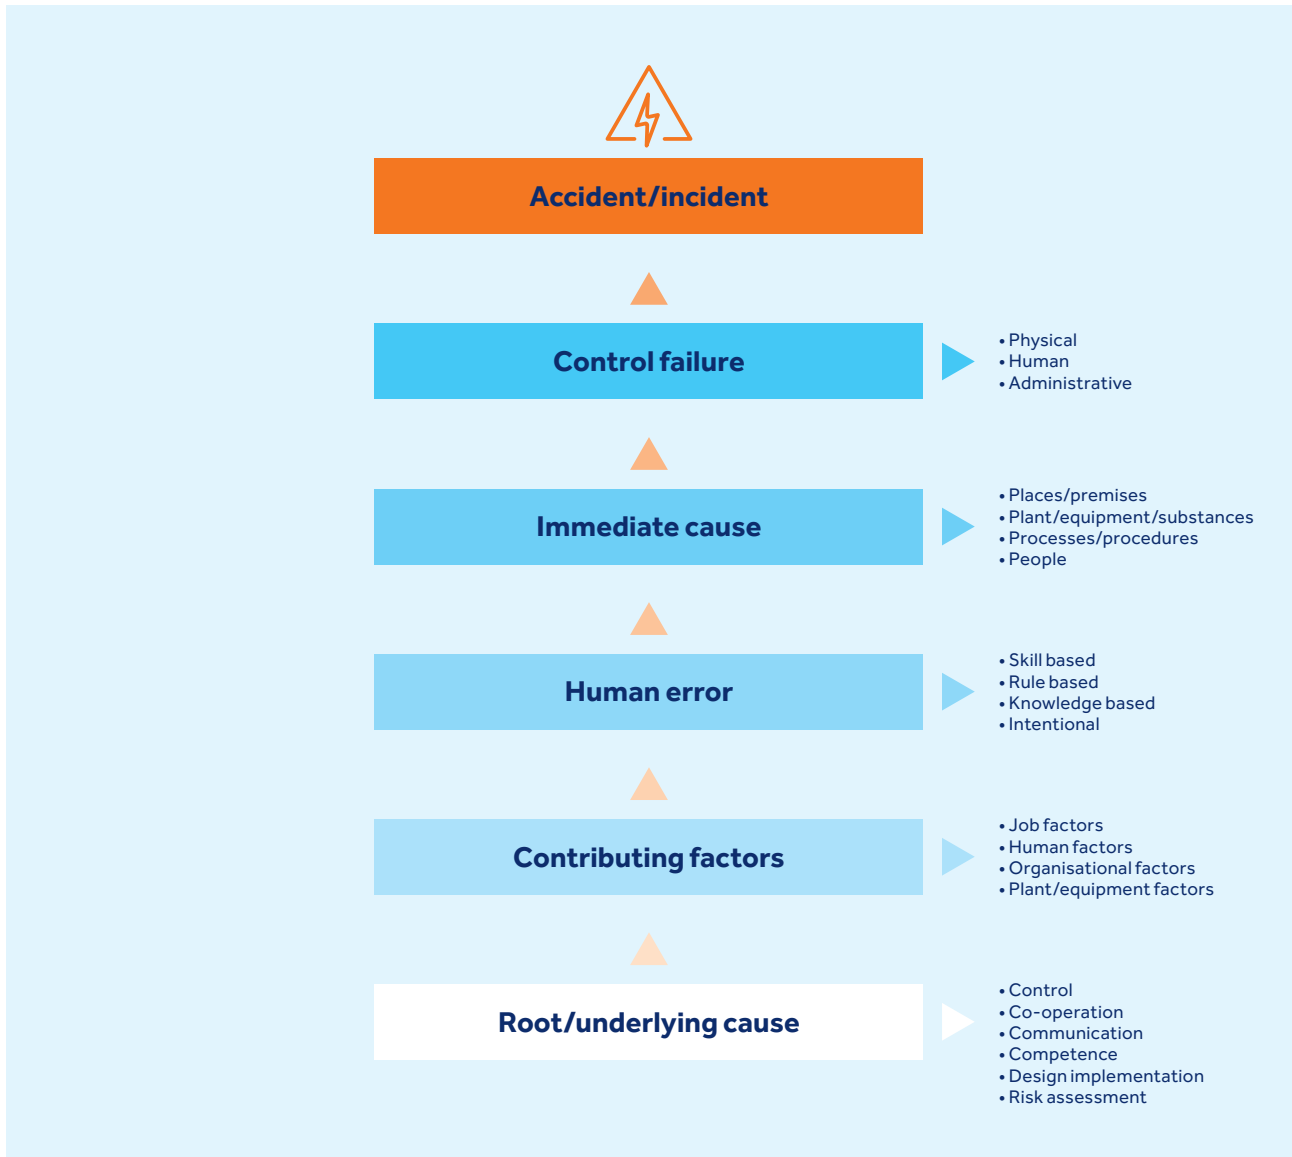 Accident/incident
Control failure
• Physical
• Human
• Administrative
Immediate cause
• Places/premises
• Plant/equipment/substances
• Processes/procedures
• People
Human error
• Skill based
• Rule based
• Knowledge based
• Intentional
Contributing factors
• Job factors
• Human factors
• Organisational factors
• Plant/equipment factors
Root/underlying cause
• Control
• Co-operation
• Communication
• Competence
• Design implementation
• Risk assessment